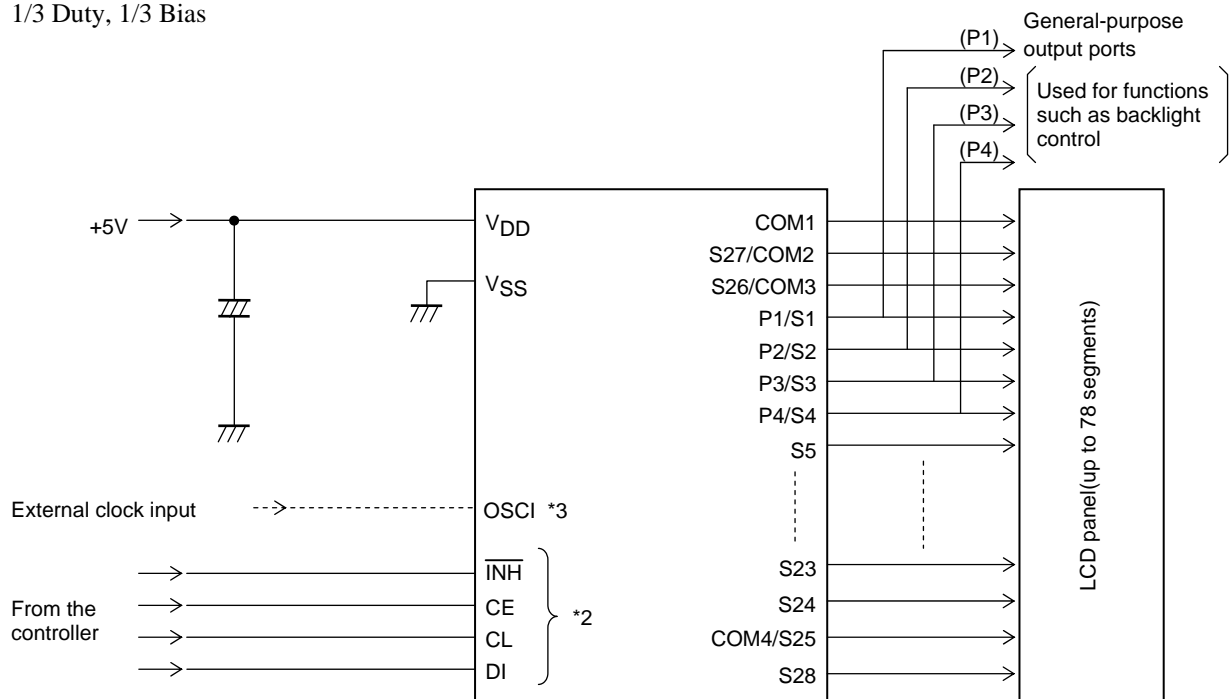 1/3 Duty, 1/3 Bias
(P1)
General-purpose
output ports
(P2)
(P3)
(P4)
Used for functions
such as backlight
control
+5V
VDD
VSS
COM1
S27/COM2
S26/COM3
P1/S1
P2/S2
P3/S3
P4/S4
S5
LCD panel(up to 78 segments)
External clock input
OSCI *3
From the
controller
INH
CE
CL
DI
*2
S23
S24
COM4/S25
S28